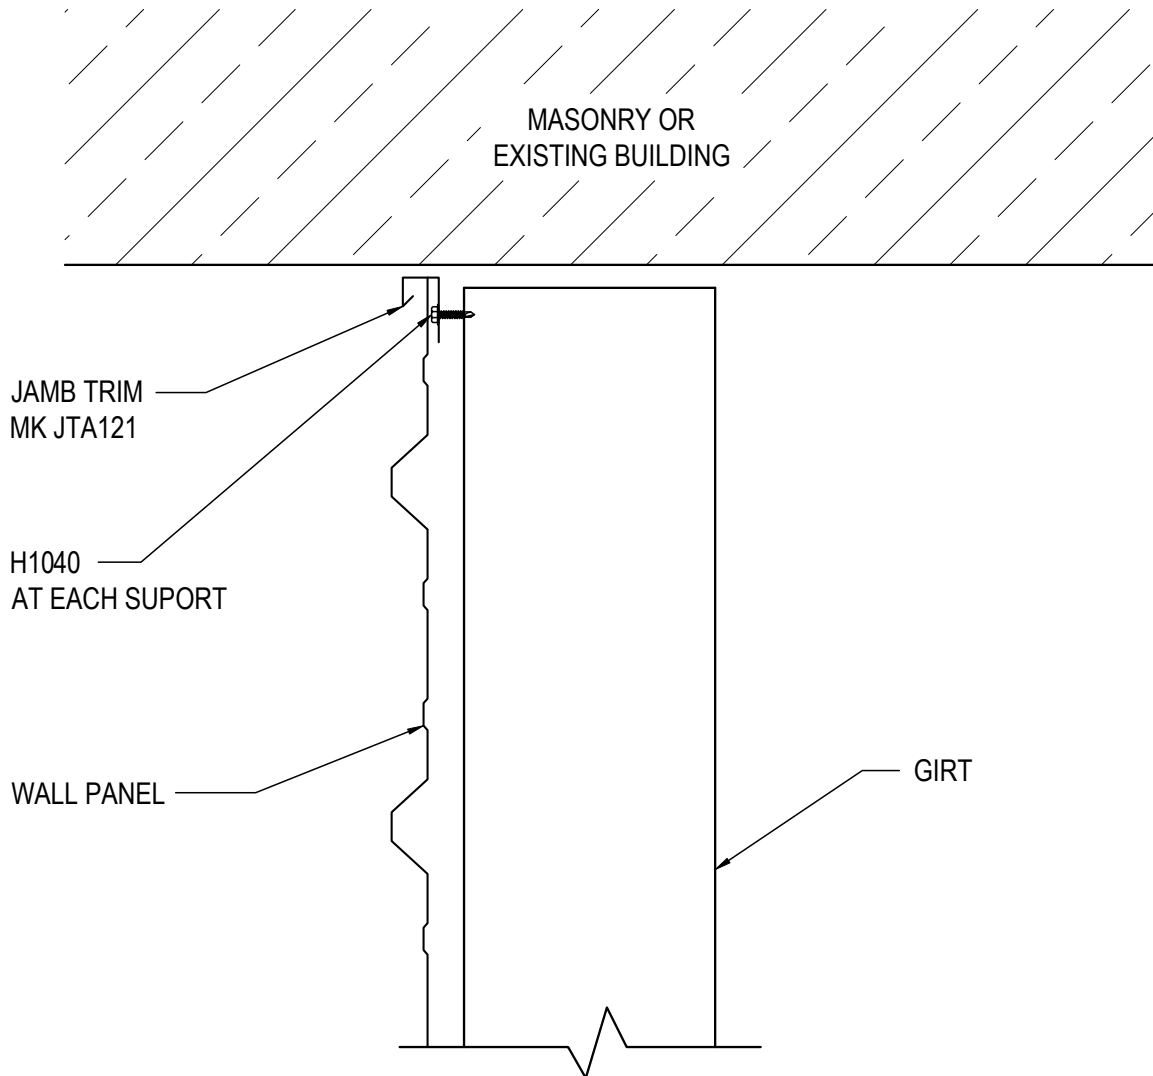 MASONRY OR
EXISTING BUILDING
JAMB TRIM
MK JTA121
H1040
AT EACH SUPORT
WALL PANEL
GIRT